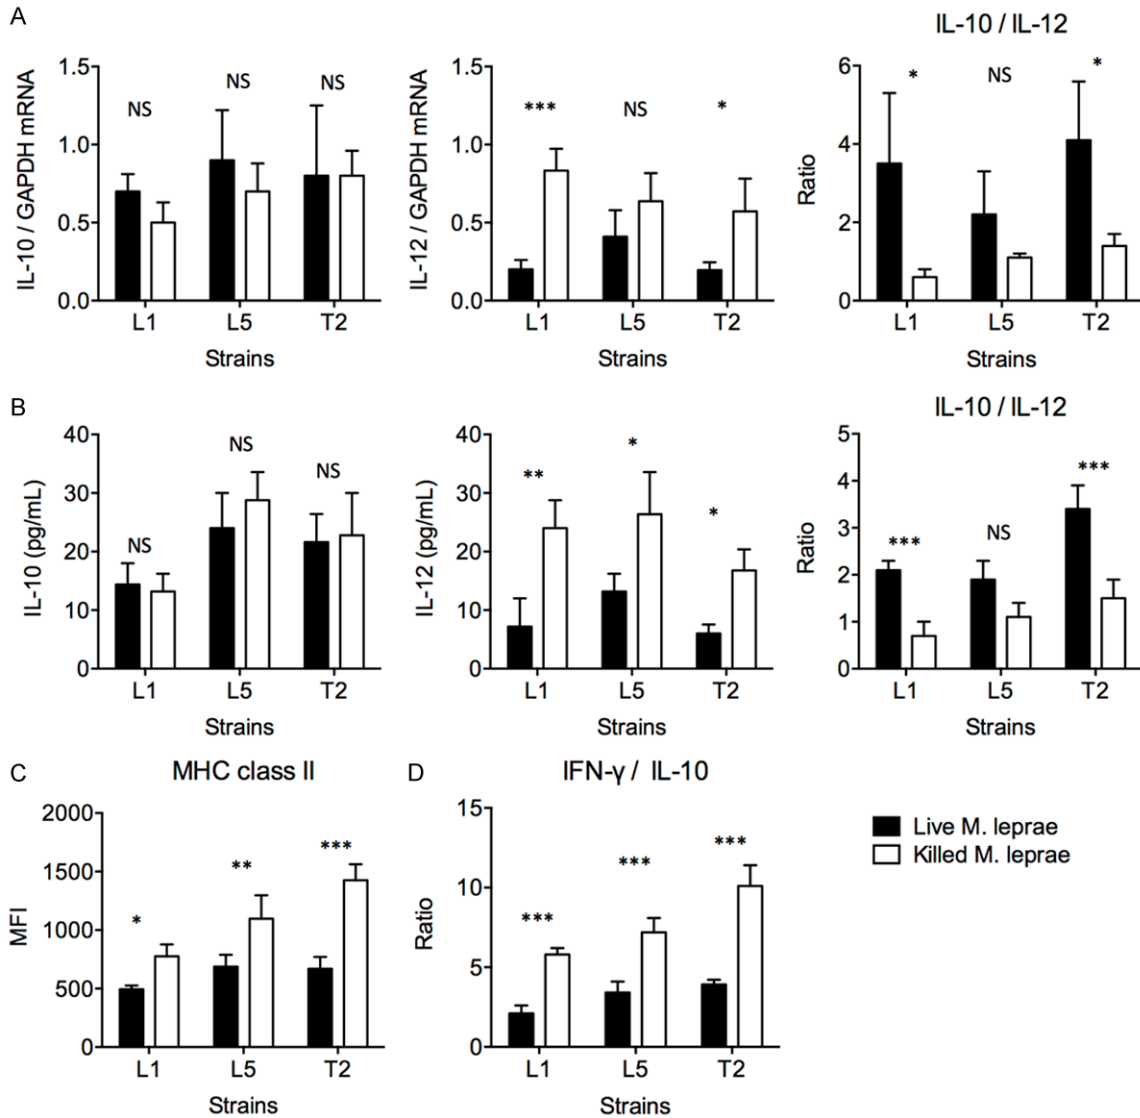 A
IL-10 / IL-12
IL-10 / GAPDH mRNA
1.5
1.0
0.5
0.0
NS
NS
NS
L1
L5
T2
Strains
IL-12 / GAPDH mRNA
1.5
1.0
0.5
0.0
***
NS
*
L1
L5
T2
Strains
Ratio
6
4
2
0
*
NS
*
L1
L5
T2
Strains
B
IL-10 / IL-12
IL-10 (pg/mL)
40
30
20
10
0
NS
NS
NS
L1
L5
T2
Strains
IL-12 (pg/mL)
40
30
20
10
0
**
*
*
L1
L5
T2
Strains
Ratio
5
4
3
2
1
0
***
NS
***
L1
L5
T2
Strains
C
MHC class II
MFI
2000
1500
1000
500
0
*
**
***
L1
L5
T2
Strains
D
IFN-γ / IL-10
Ratio
15
10
5
0
***
***
***
L1
L5
T2
Strains
Live M. leprae
Killed M. leprae